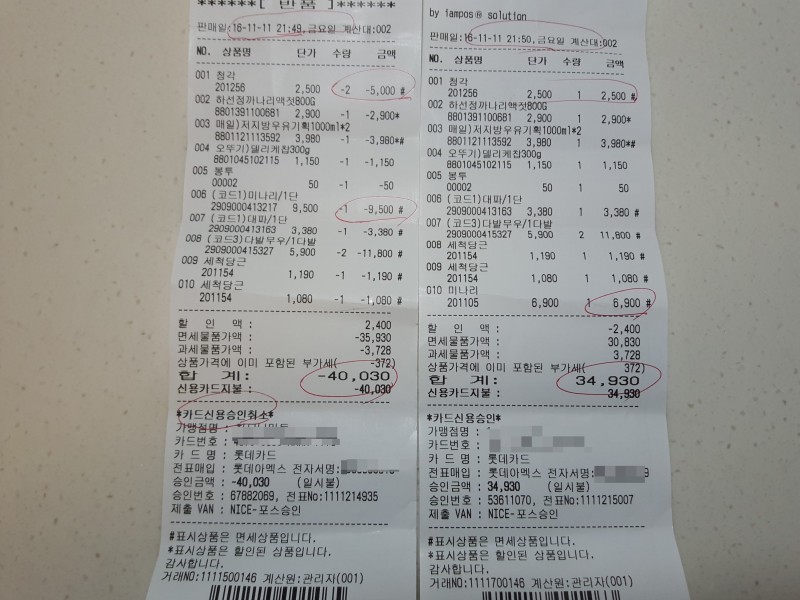 ******[ 반 품 ]******
판매일:16-11-11 21:49,금요일 계산대:002
NO. 상품명 단가 수량 금액
001 청각
201256 2,500 -2 -5,000 #
002 하선정까나리액젓800G
8801391100681 2,900 -1 -2,900*
003 매일)저지방우유기획1000ml*2
8801121113592 3,980 -1 -3,980*#
004 오뚜기)델리케찹300g
8801045102115 1,150 -1 -1,150
005 봉투
00002 50 -1 -50
006 (코드1)미나리/1단
2909000413217 9,500 -1 -9,500 #
007 (코드1)대파/1단
2909000413163 3,380 -1 -3,380 #
008 (코드3)다발무우/1다발
2909000415327 5,900 -2 -11,800 #
009 세척당근
201154 1,190 -1 -1,190 #
010 세척당근
201154 1,080 -1 -1,080 #
할 인 액 : 2,400
면세물품가액: -35,930
과세물품가액: -3,728
상품가격에 이미 포함된 부가세( -372)
합 계: -40,030
신용카드지불 : -40,030
*카드신용승인취소*
가맹점명 :
카드번호 :
카 드 명 : 롯데카드
전표매입 : 롯데아멕스 전자서명:
승인금액 : -40,030 (일시불)
승인번호 : 67882069, 전표No:1111214935
제출 VAN : NICE-포스승인
#표시상품은 면세상품입니다.
*표시상품은 할인된 상품입니다.
감사합니다.
거래NO:1111500146 계산원:관리자(001)
by tampos® solution
판매일:16-11-11 21:50,금요일 계산대:002
NO. 상품명 단가 수량 금액
001 청각
201256 2,500 1 2,500 #
002 하선정까나리액젓800G
8801391100681 2,900 1 2,900*
003 매일)저지방우유기획1000ml*2
8801121113592 3,980 1 3,980*#
004 오뚜기)델리케찹300g
8801045102115 1,150 1 1,150
005 봉투
00002 50 1 50
006 (코드1)대파/1단
2909000413163 3,380 1 3,380 #
007 (코드3)다발무우/1다발
2909000415327 5,900 2 11,800 #
008 세척당근
201154 1,190 1 1,190 #
009 세척당근
201154 1,080 1 1,080 #
010 미나리
201105 6,900 1 6,900 #
할 인 액 : -2,400
면세물품가액: 30,830
과세물품가액: 3,728
상품가격에 이미 포함된 부가세( 372)
합 계: 34,930
신용카드지불 : 34,930
*카드신용승인*
가맹점명 :
카드번호 :
카 드 명 : 롯데카드
전표매입 : 롯데아멕스 전자서명:
승인금액 : 34,930 (일시불)
승인번호 : 53611070, 전표No:1111215007
제출 VAN : NICE-포스승인
#표시상품은 면세상품입니다.
*표시상품은 할인된 상품입니다.
감사합니다.
거래NO:1111700146 계산원:관리자(001)